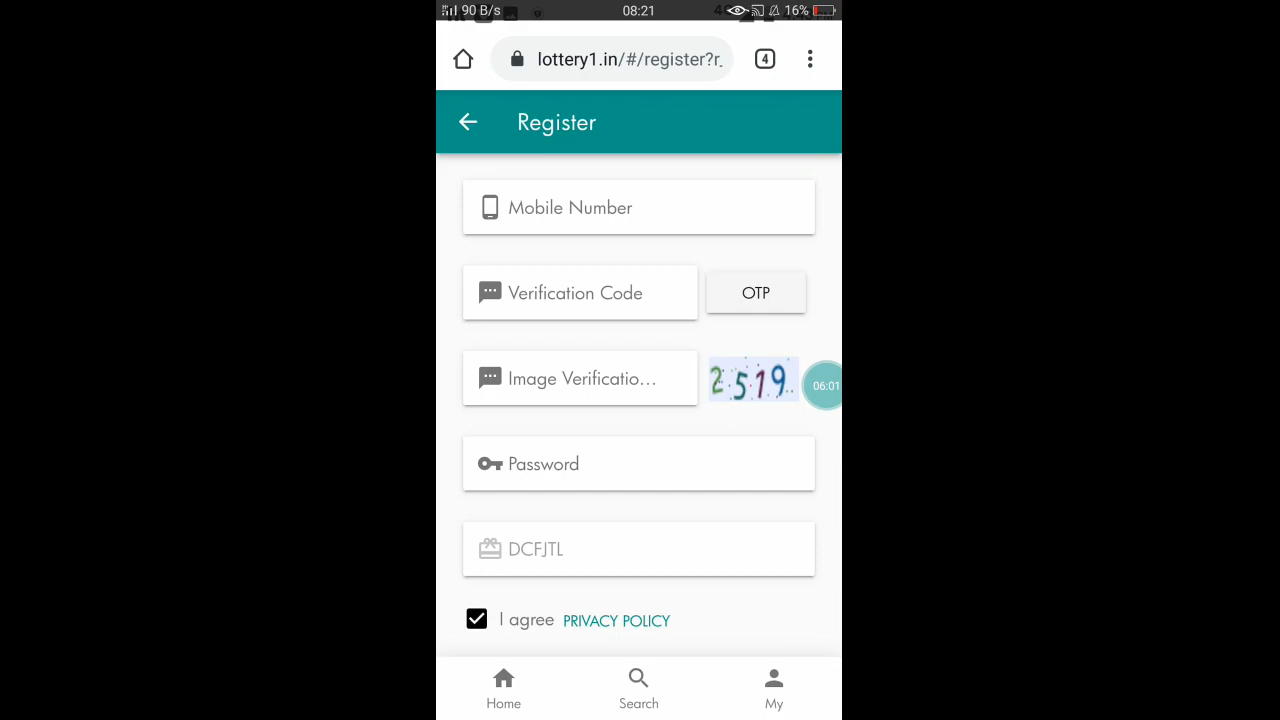 90 B/s 08:21 16%
lottery1.in/#/register?r_ 4
Register
Mobile Number
Verification Code OTP
Image Verificatio... 2519
06:01
Password
DCFJTL
I agree PRIVACY POLICY
Home Search My